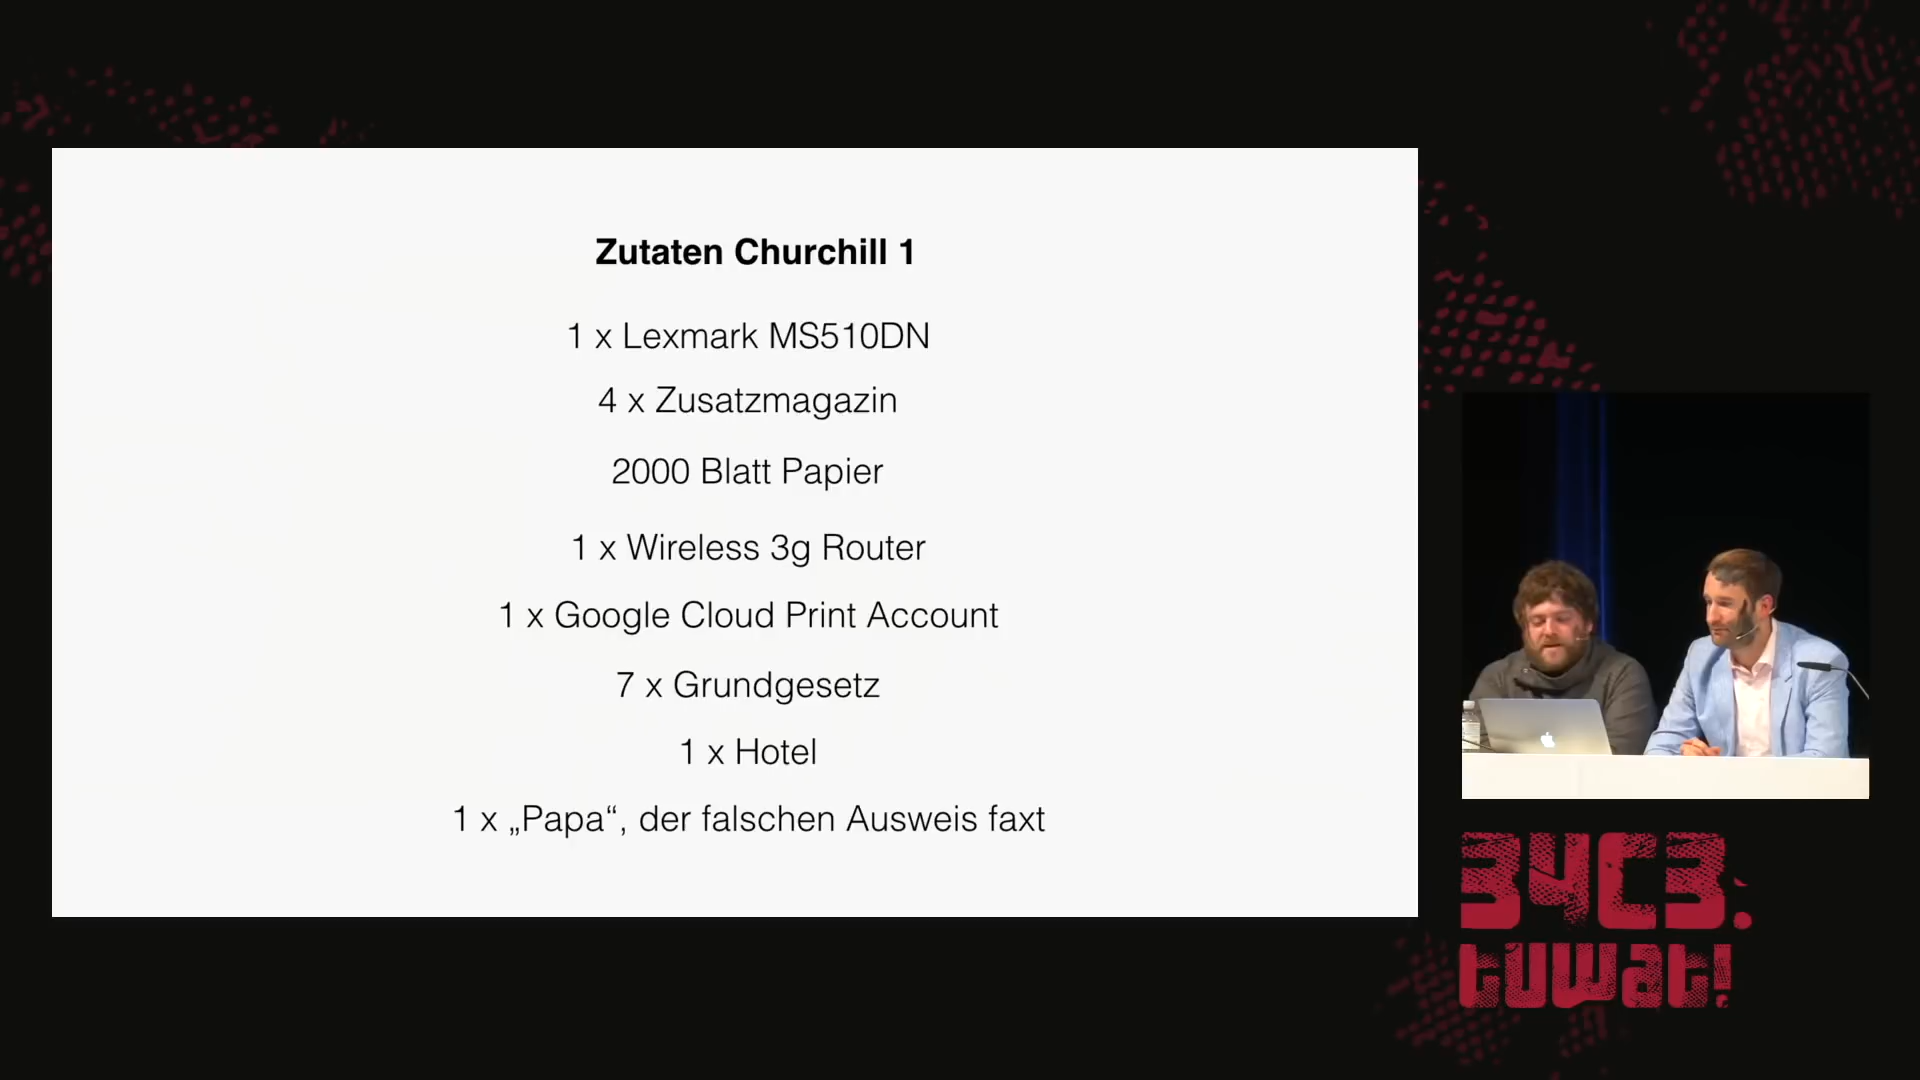 Zutaten Churchill 1
1 x Lexmark MS510DN
4 x Zusatzmagazin
2000 Blatt Papier
1 x Wireless 3g Router
1 x Google Cloud Print Account
7 x Grundgesetz
1 x Hotel
1 x „Papa“, der falschen Ausweis faxt
34C3.
tuwat!